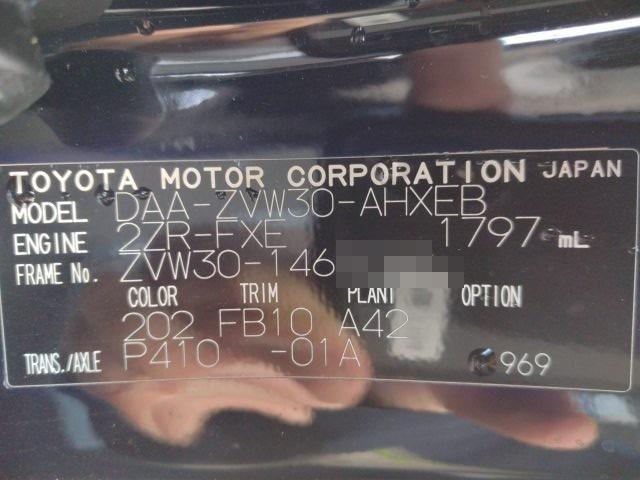 TOYOTA MOTOR CORPORATION JAPAN
MODEL DAA-ZVW30-AHXEB
ENGINE 2ZR-FXE 1797 mL
FRAME No. ZVW30-146
COLOR TRIM PLANT OPTION
202 FB10 A42
TRANS./AXLE P410 -01A 969